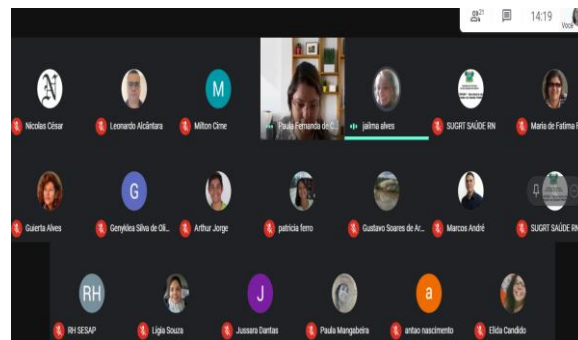 21
14:19
Você
Nicolas César
Leonardo Alcântara
Milton Cirne
Paula Fernanda de C...
jailma alves
SUGRT SAÚDE RN
Maria de Fatima F
Guierta Alves
Genyklea Silva de Oli...
Arthur Jorge
patricia ferro
Gustavo Soares de Ar...
Marcos André
SUGRT SAÚDE RN
RH SESAP
Ligia Souza
Jussara Dantas
Paula Mangabeira
antao nascimento
Elida Candido
N
M
G
RH
J
a